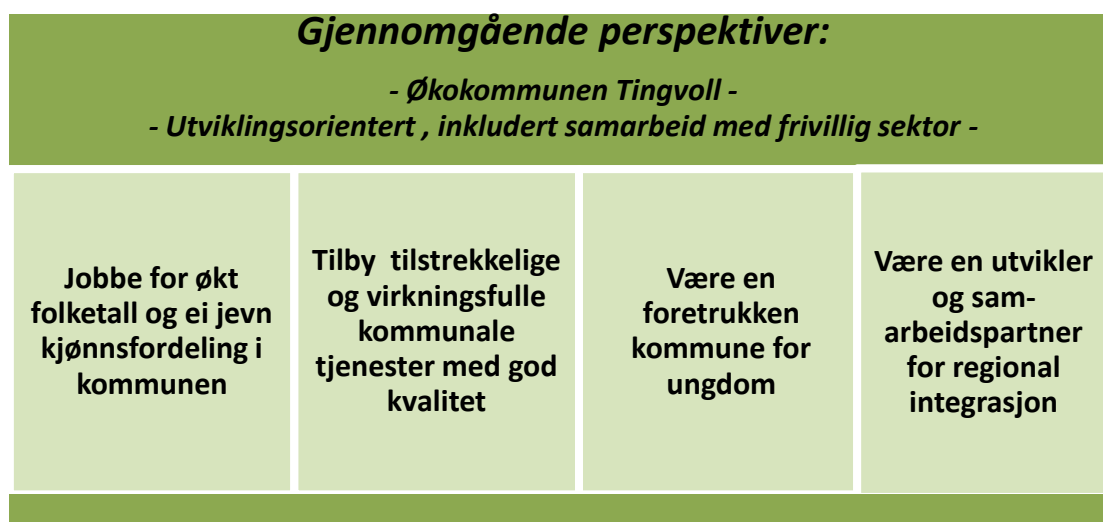 Gjennomgående perspektiver:
- Økokommunen Tingvoll -
- Utviklingsorientert , inkludert samarbeid med frivillig sektor -
Jobbe for økt
folketall og ei jevn
kjønnsfordeling i
kommunen
Tilby tilstrekkelige
og virkningsfulle
kommunale
tjenester med god
kvalitet
Være en
foretrukken
kommune for
ungdom
Være en utvikler
og sam-
arbeidspartner
for regional
integrasjon